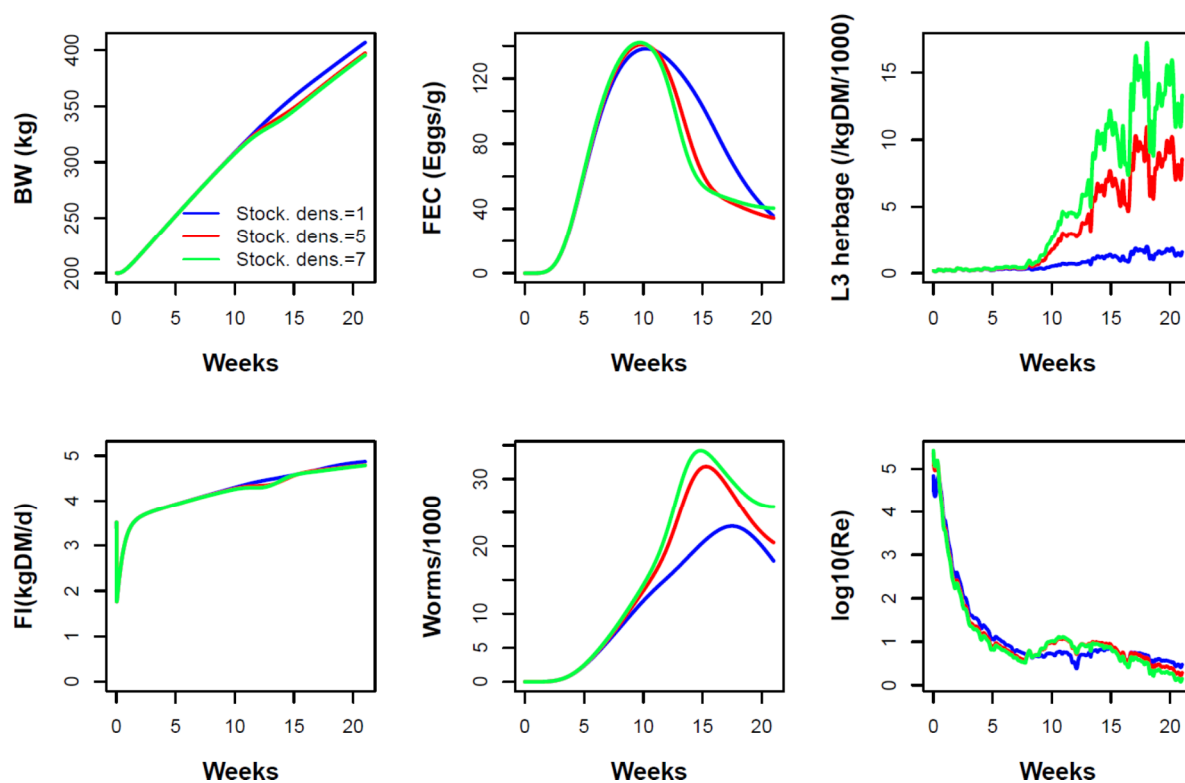 BW (kg)
400
350
300
250
200
Stock. dens.=1
Stock. dens.=5
Stock. dens.=7
0 5 10 15 20
Weeks
FEC (Eggs/g)
120
80
40
0
0 5 10 15 20
Weeks
L3 herbage (/kgDM/1000)
15
10
5
0
0 5 10 15 20
Weeks
FI(kgDM/d)
5
4
3
2
1
0
0 5 10 15 20
Weeks
Worms/1000
30
20
10
5
0
0 5 10 15 20
Weeks
log10(Re)
5
4
3
2
1
0
0 5 10 15 20
Weeks